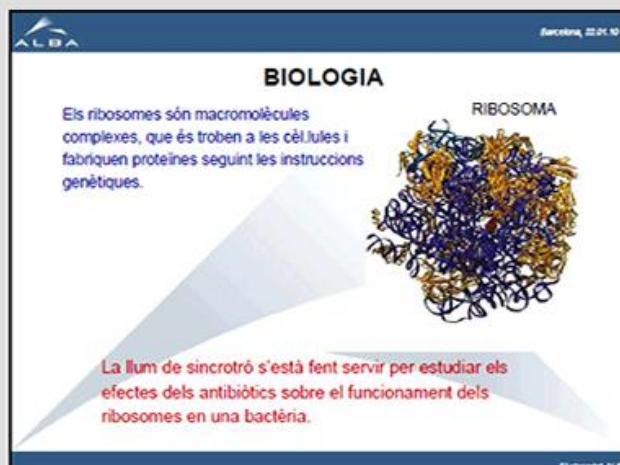 ALBA
Barcelona, 22.01.10
BIOLOGIA
Els ribosomes són macromolècules
complexes, que és troben a les cèl.lules i
fabriquen proteïnes seguint les instruccions
genètiques.
RIBOSOMA
La llum de sincrotró s'està fent servir per estudiar els
efectes dels antibiòtics sobre el funcionament dels
ribosomes en una bactèria.